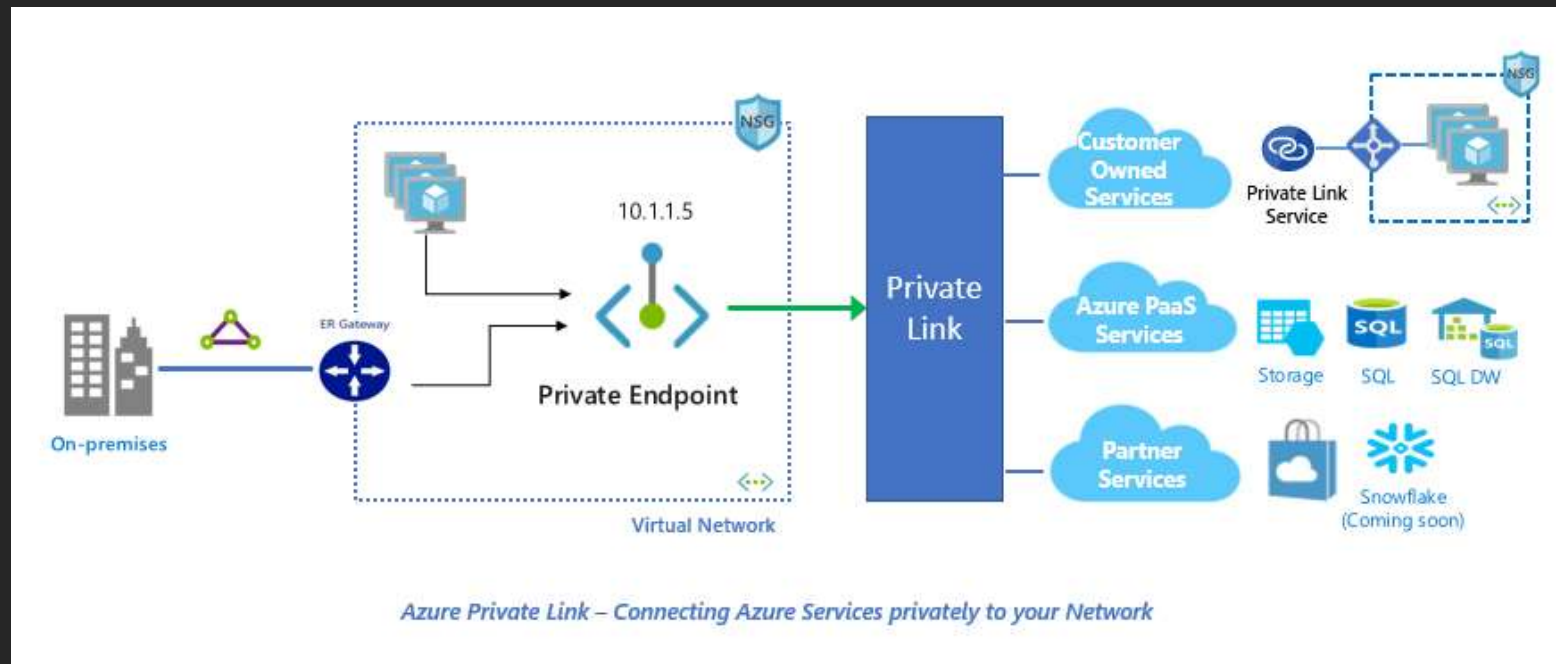 NSG
NSG
Customer
Owned
Services
Private Link
Service
10.1.1.5
Private
Link
ER Gateway
Azure PaaS
Services
SQL
SQL
Storage
SQL
SQL DW
Private Endpoint
On-premises
Partner
Services
Snowflake
(Coming soon)
Virtual Network
Azure Private Link – Connecting Azure Services privately to your Network